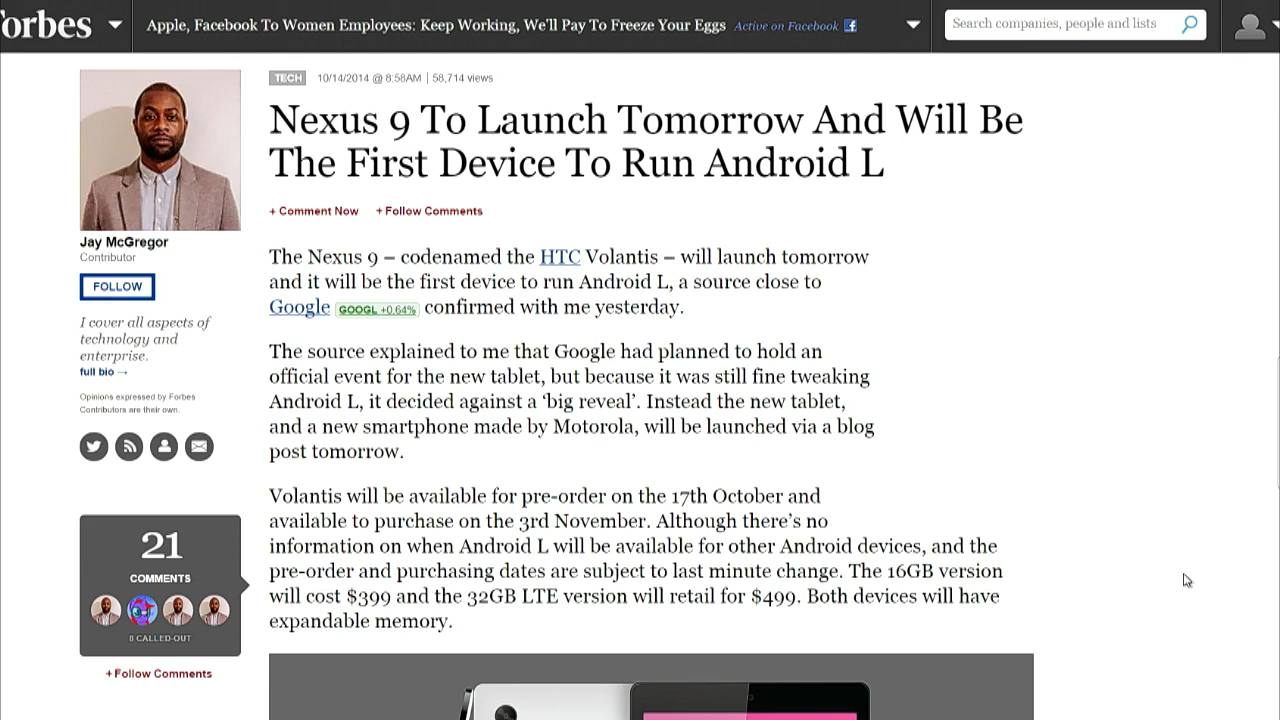 orbes
Apple, Facebook To Women Employees: Keep Working, We'll Pay To Freeze Your Eggs Active on Facebook
Search companies, people and lists
TECH 10/14/2014 @ 8:58AM | 58,714 views
Nexus 9 To Launch Tomorrow And Will Be
The First Device To Run Android L
+ Comment Now + Follow Comments
Jay McGregor
Contributor
FOLLOW
I cover all aspects of
technology and
enterprise.
full bio →
Opinions expressed by Forbes
Contributors are their own.
21
COMMENTS
8 CALLED-OUT
+ Follow Comments
The Nexus 9 – codenamed the HTC Volantis – will launch tomorrow
and it will be the first device to run Android L, a source close to
Google GOOGL +0.64% confirmed with me yesterday.
The source explained to me that Google had planned to hold an
official event for the new tablet, but because it was still fine tweaking
Android L, it decided against a ‘big reveal’. Instead the new tablet,
and a new smartphone made by Motorola, will be launched via a blog
post tomorrow.
Volantis will be available for pre-order on the 17th October and
available to purchase on the 3rd November. Although there’s no
information on when Android L will be available for other Android devices, and the
pre-order and purchasing dates are subject to last minute change. The 16GB version
will cost $399 and the 32GB LTE version will retail for $499. Both devices will have
expandable memory.